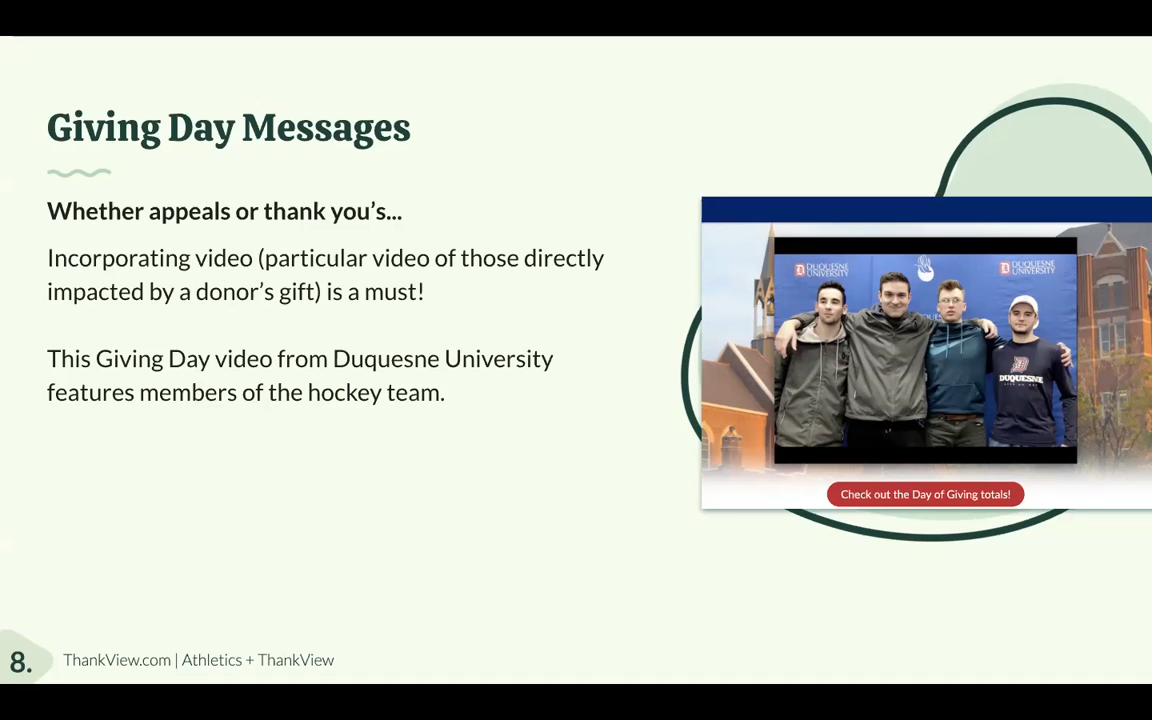 Giving Day Messages
Whether appeals or thank you’s...
Incorporating video (particular video of those directly
impacted by a donor’s gift) is a must!
This Giving Day video from Duquesne University
features members of the hockey team.
DUQUESNE
UNIVERSITY
DUQUESNE
UNIVERSITY
DUQUESNE
Check out the Day of Giving totals!
8.
ThankView.com | Athletics + ThankView